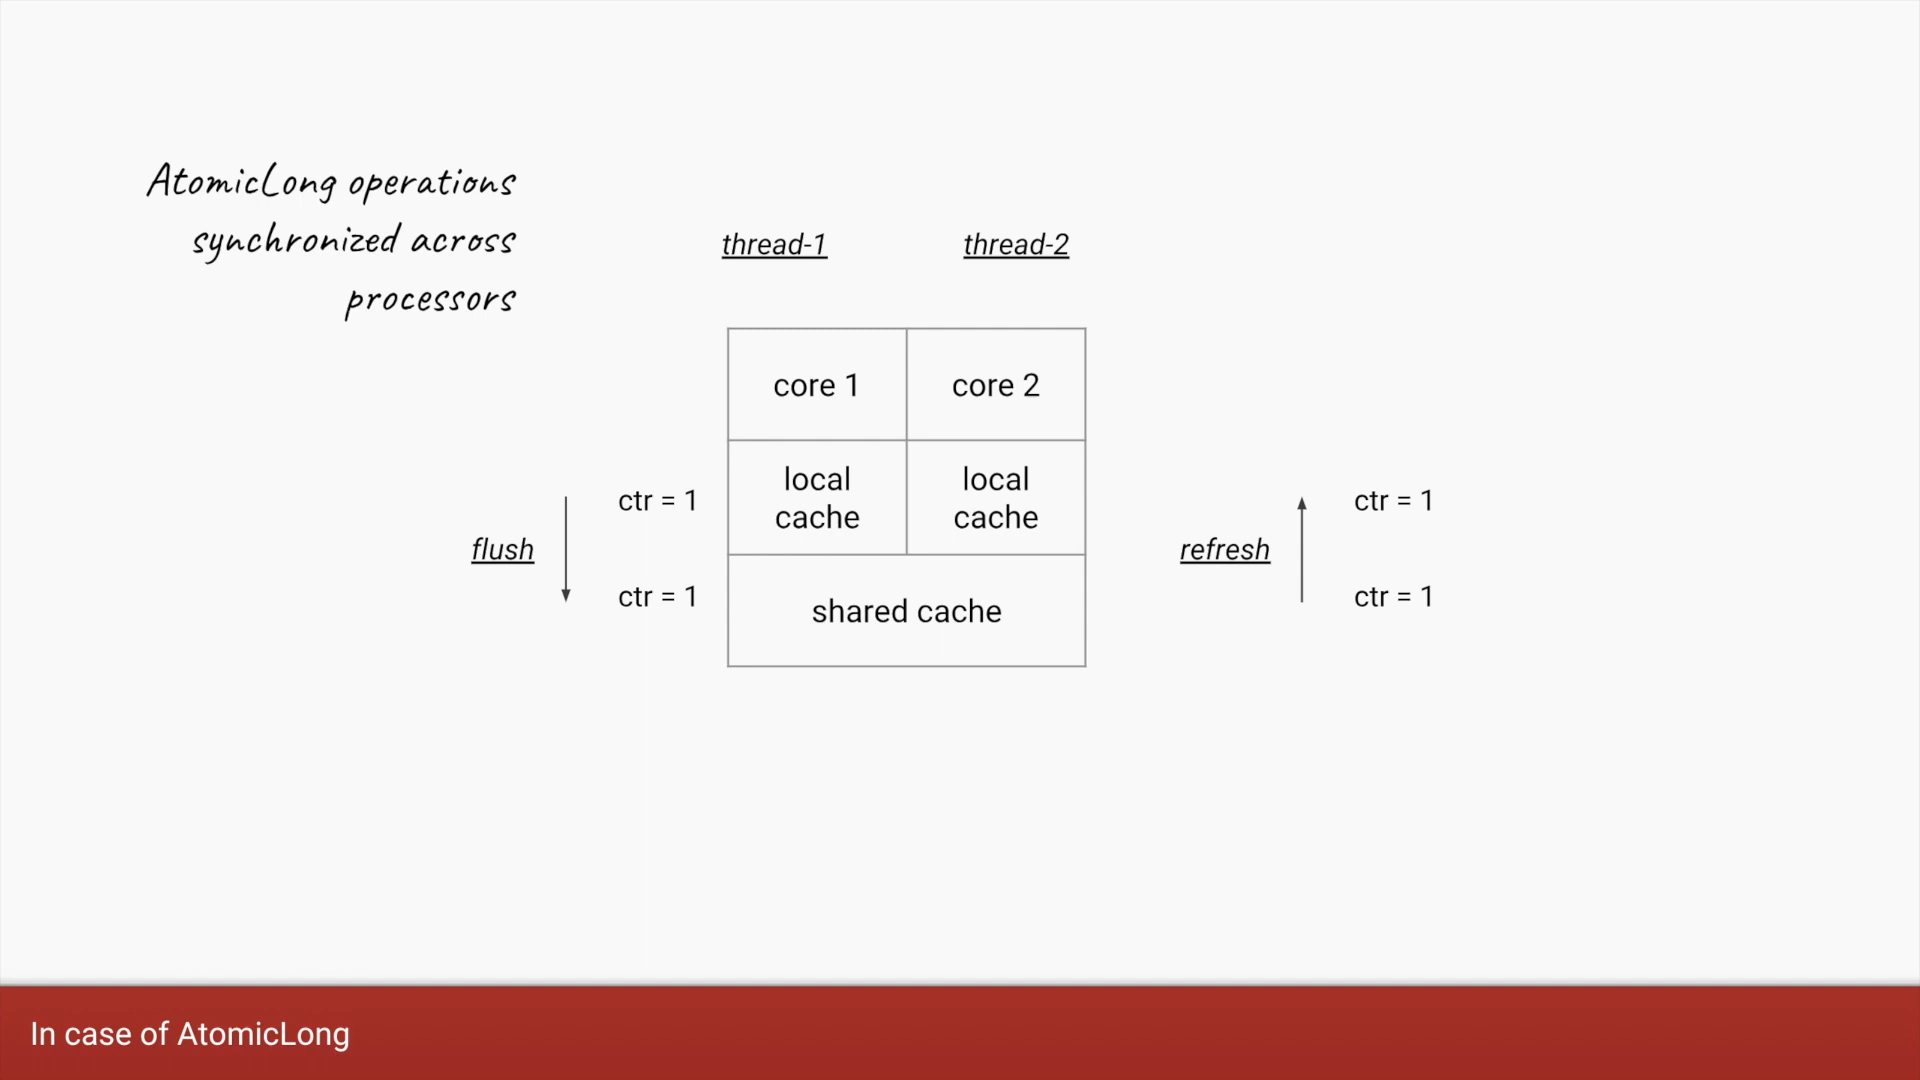 AtomicLong operations
synchronized across
processors
thread-1 thread-2
core 1 core 2
local cache
local cache
shared cache
flush
ctr = 1
ctr = 1
refresh
ctr = 1
ctr = 1
In case of AtomicLong